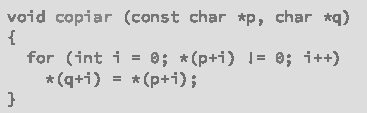 void copiar (const char *p, char *q)
{
for (int i = 0; *(p+i) != 0; i++)
*(q+i) = *(p+i);
}